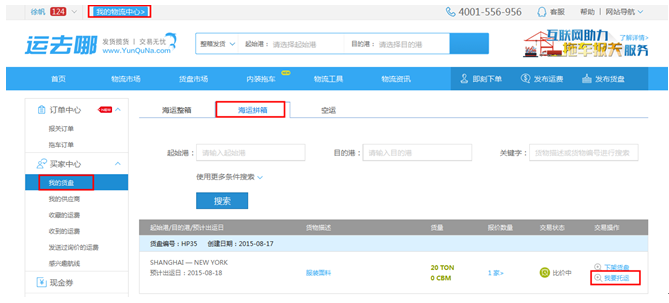 徐帆 124 我的物流中心> 4001-556-956 客服 帮助 | 网站导航
运去哪 发货揽货 | 交易无忧 www.YunQuNa.com 整箱发货 起始港: 请选择起始港 目的港: 请选择目的港 互联网助力 拖车报关服务 了解详情>
首页 物流市场 货盘市场 内装拖车 物流工具 物流资讯 即刻下单 发布运费 发布货盘
订单中心
报关订单
拖车订单
买家中心
我的货盘
我的供应商
收藏的运费
收到的运费
发送过询价的运费
感兴趣航线
现金券
海运整箱 海运拼箱 空运
起始港: 请输入起始港 目的港: 请输入目的港 关键字: 货物描述或货物编号进行搜索
使用更多条件搜索
搜索
起始港/目的港/预计出运日 货物描述 货量 报价数量 交易状态 交易操作
货盘编号:HP35 创建日期:2015-08-17
SHANGHAI — NEW YORK
预计出运日:2015-08-18 服装面料 20 TON 0 CBM 1家> 比价中 下架货盘
我要托运